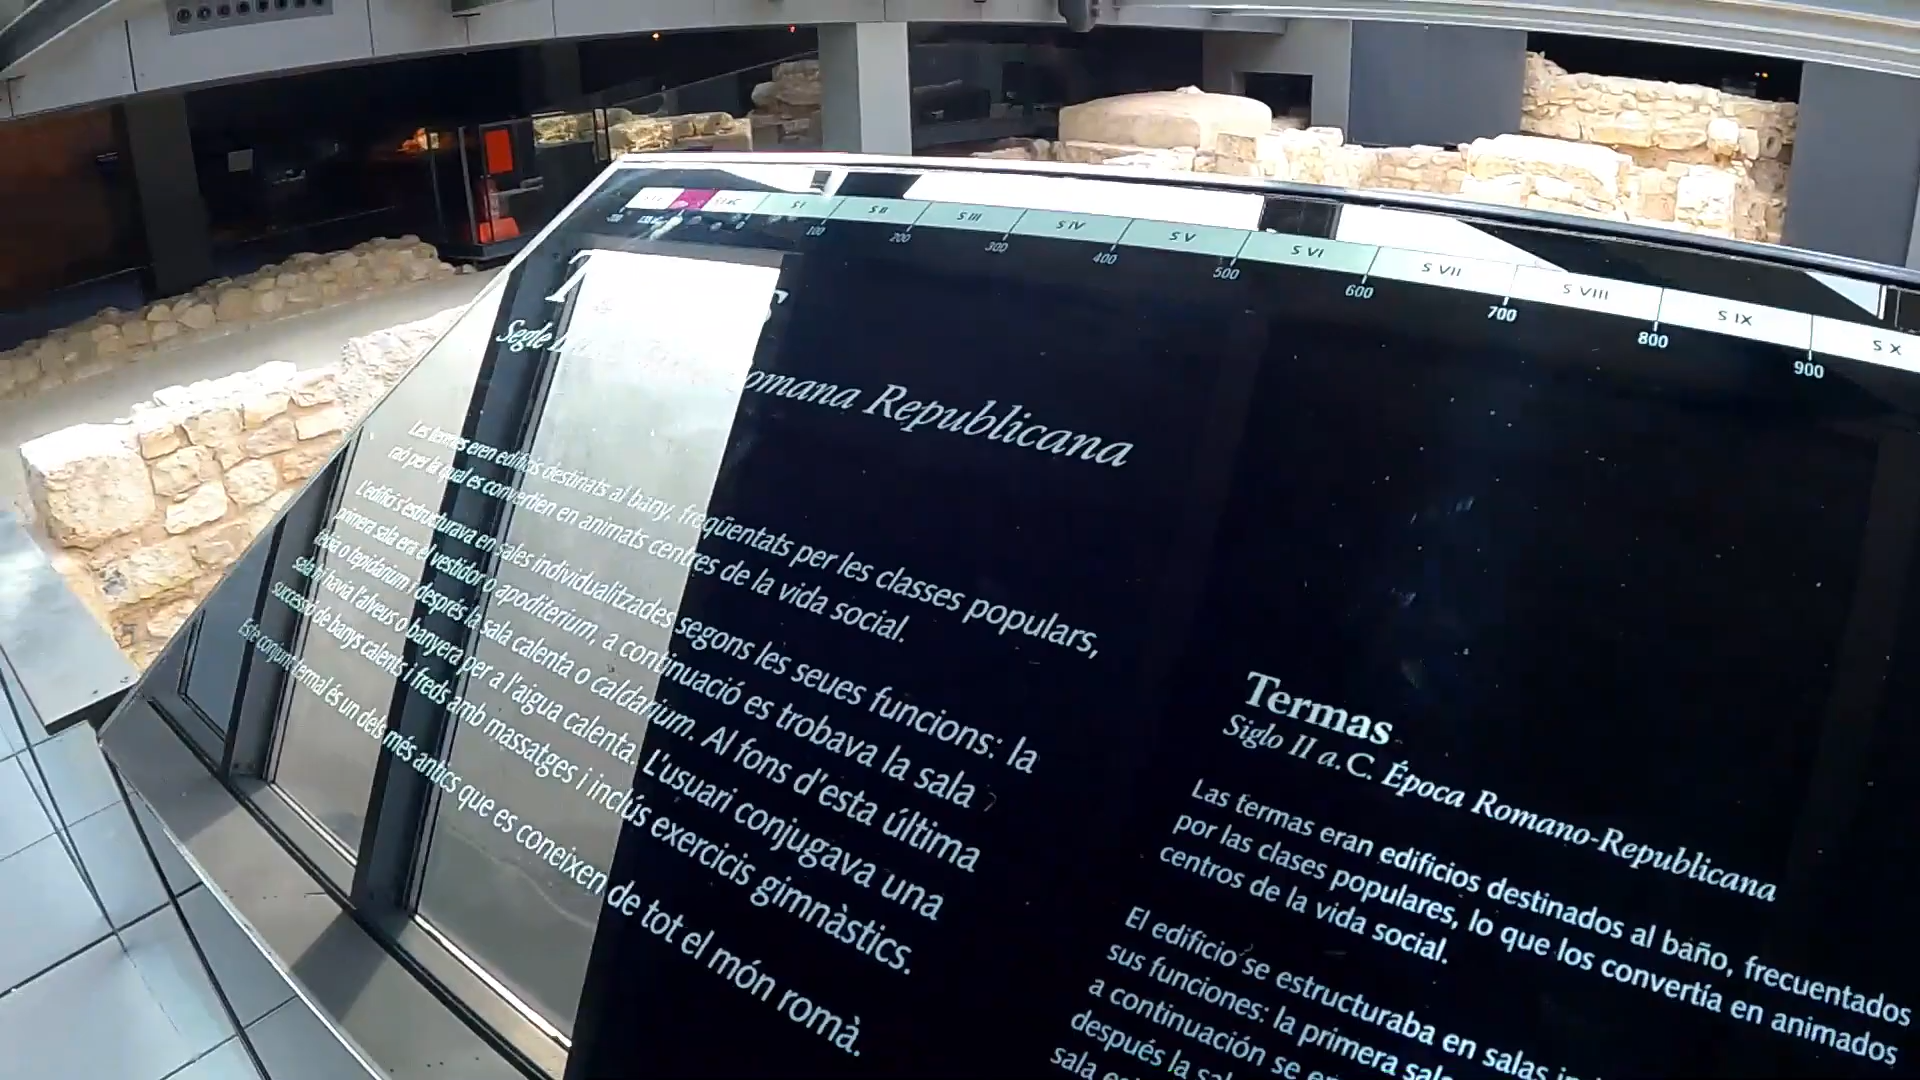 S I
S II
S III
S IV
S V
S VI
S VII
S VIII
S IX
S X
0
100
200
300
400
500
600
700
800
900
Segle
Romana Republicana
Les termes eren edificis destinats al bany, freqüentats per les classes populars,
raó per la qual es convertien en animats centres de la vida social.
L'edifici s'estructurava en sales individualitzades segons les seues funcions: la
primera sala era el vestidor o apoditerium, a continuació es trobava la sala
tebia o tepidarium i després la sala calenta o caldarium. Al fons d'esta última
sala hi havia l'alveus o banyera per a l'aigua calenta. L'usuari conjugava una
successió de banys calents i freds amb massatges i inclús exercicis gimnàstics.
Este conjunt termal és un dels més antics que es coneixen de tot el món romà.
Termas
Siglo II a.C. Época Romano-Republicana
Las termas eran edificios destinados al baño, frecuentados
por las clases populares, lo que los convertía en animados
centros de la vida social.
El edificio se estructuraba en salas
sus funciones: la primera sala
a continuación se
después la
sala